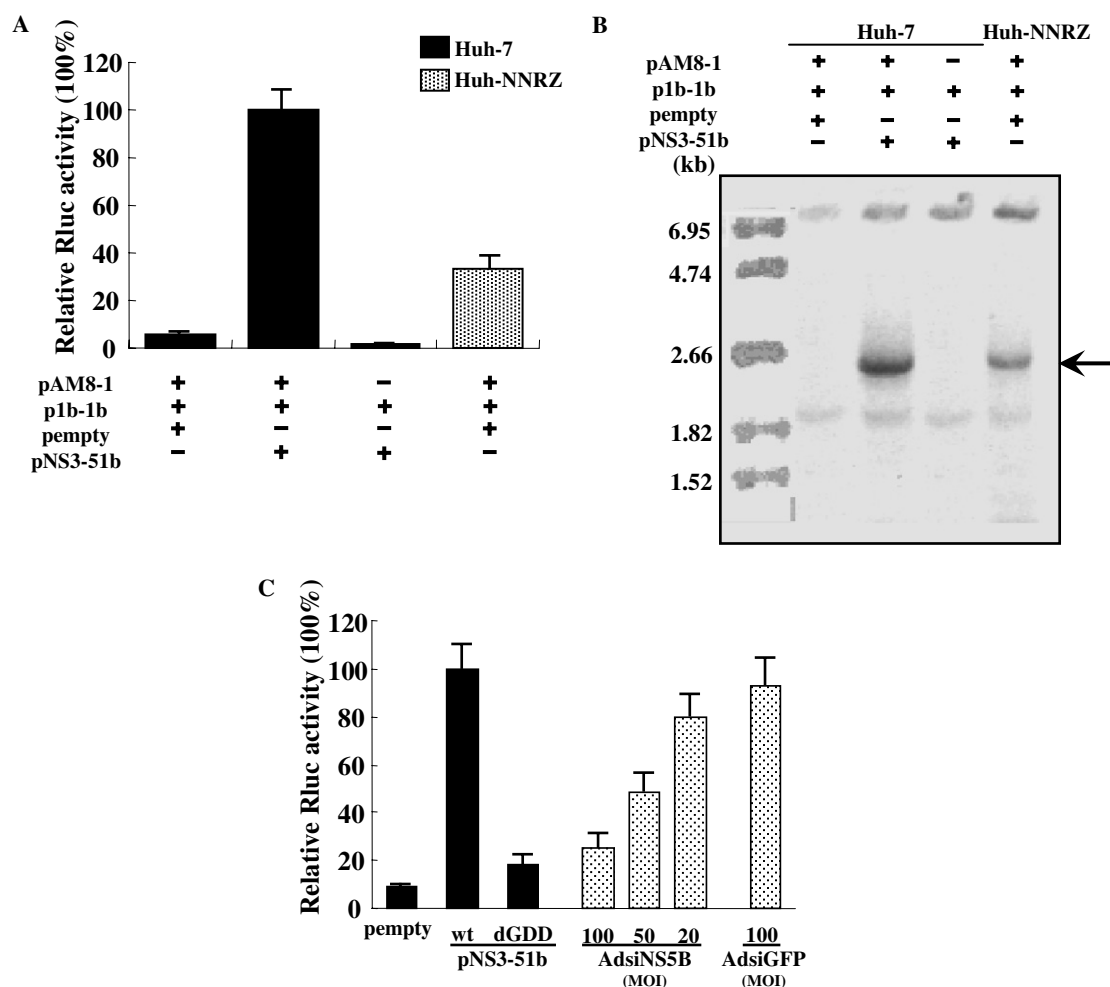 A
Relative Rluc activity (100%)
120
100
80
60
40
20
0
Huh-7
Huh-NNRZ
pAM8-1 + + − +
p1b-1b + + + +
pempty + − − +
pNS3-51b − + + −
B
Huh-7 Huh-NNRZ
pAM8-1 + + − +
p1b-1b + + + +
pempty + − − +
pNS3-51b − + + −
(kb)
6.95
4.74
2.66
1.82
1.52
C
Relative Rluc activity (100%)
120
100
80
60
40
20
0
pempty wt dGDD 100 50 20 100
pNS3-51b AdsiNS5B AdsiGFP
(MOI) (MOI)